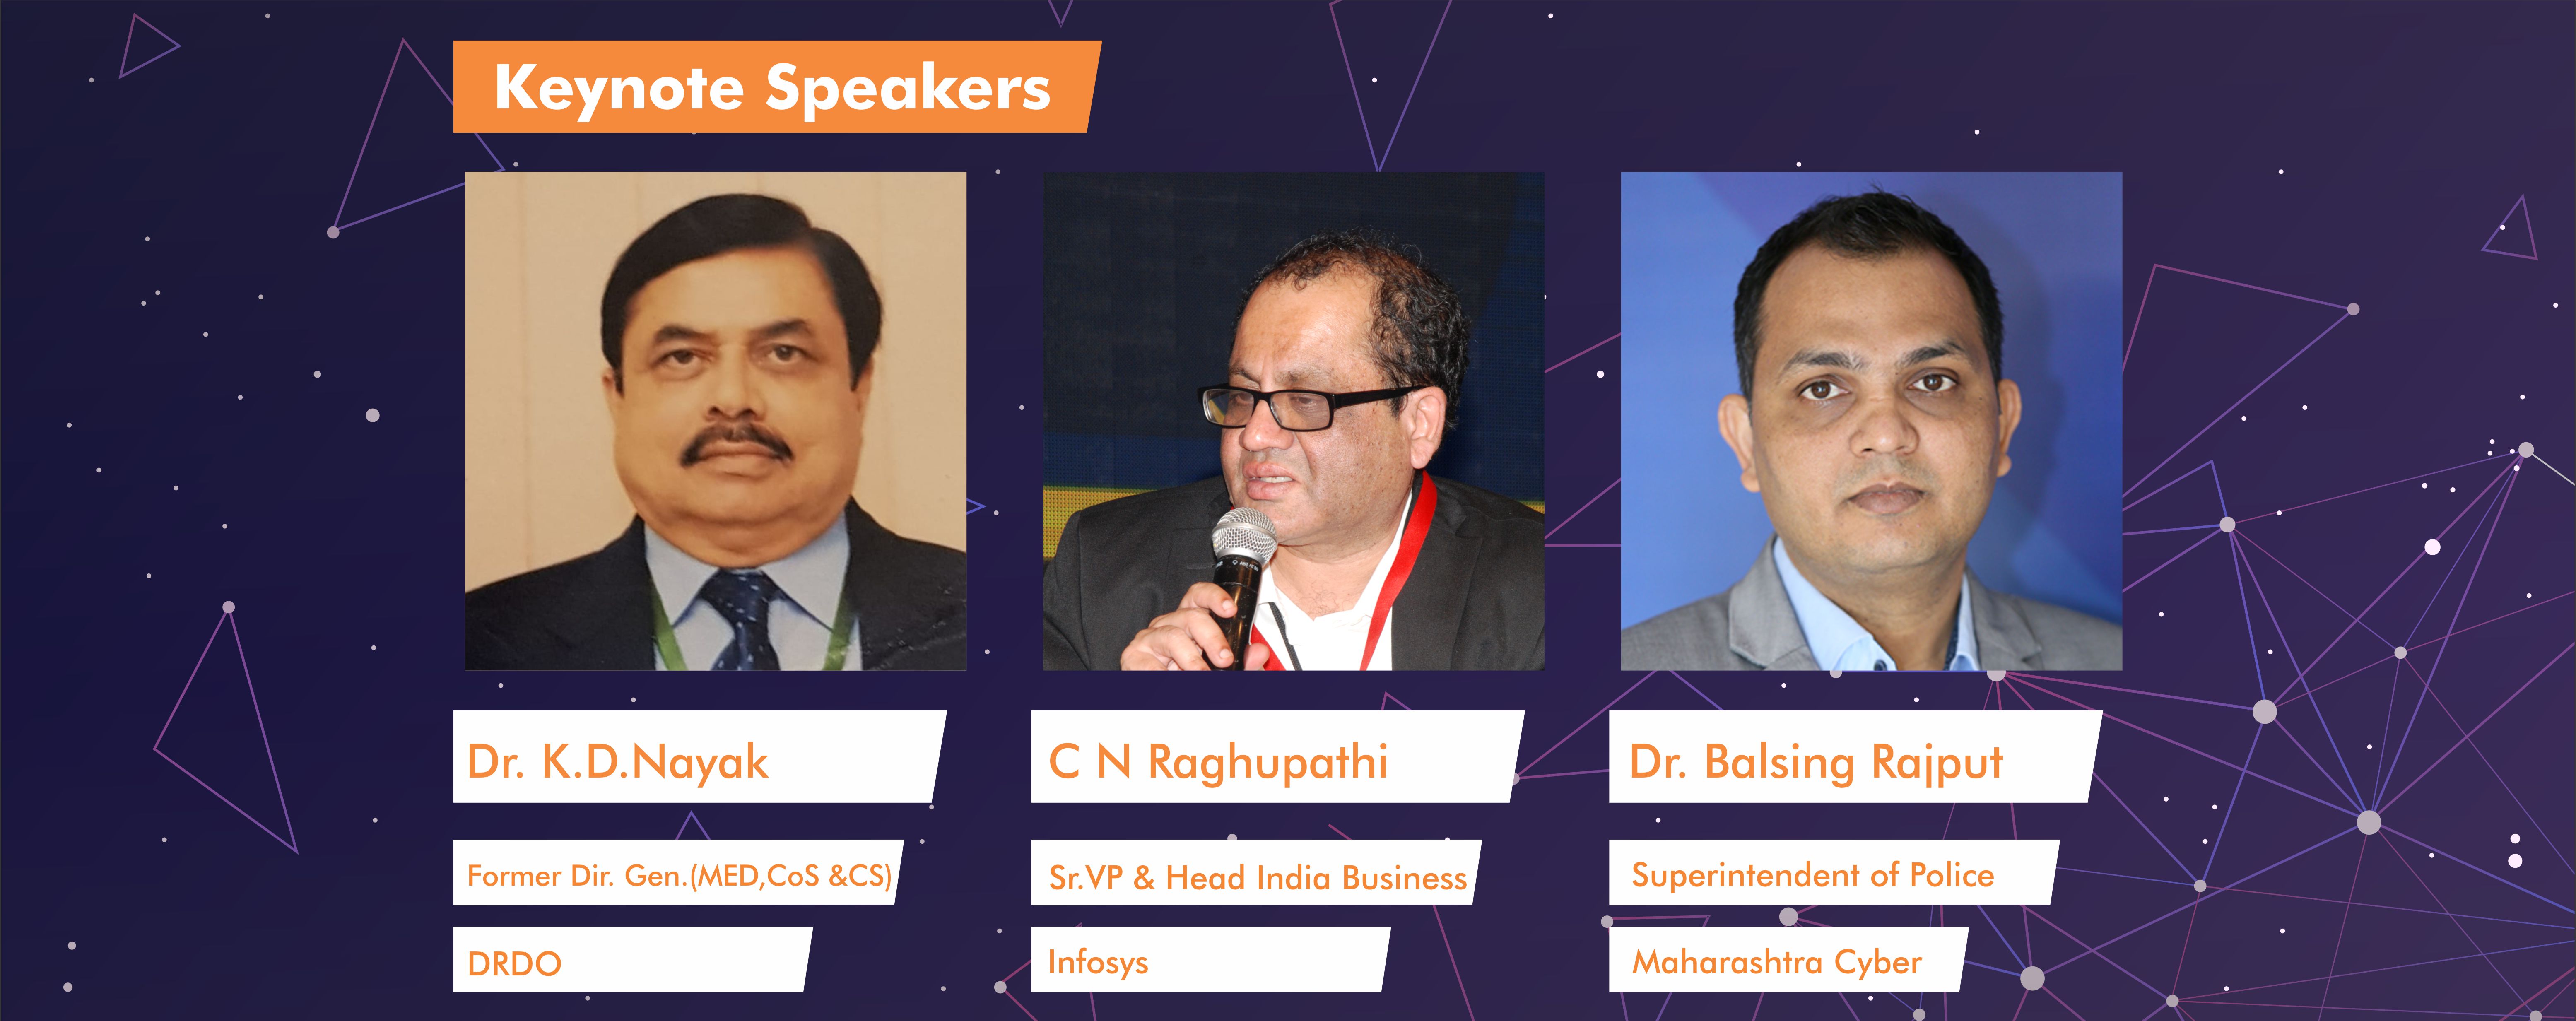 Keynote Speakers
Dr. K.D.Nayak
Former Dir. Gen.(MED,CoS &CS)
DRDO
C N Raghupathi
Sr.VP & Head India Business
Infosys
Dr. Balsing Rajput
Superintendent of Police
Maharashtra Cyber